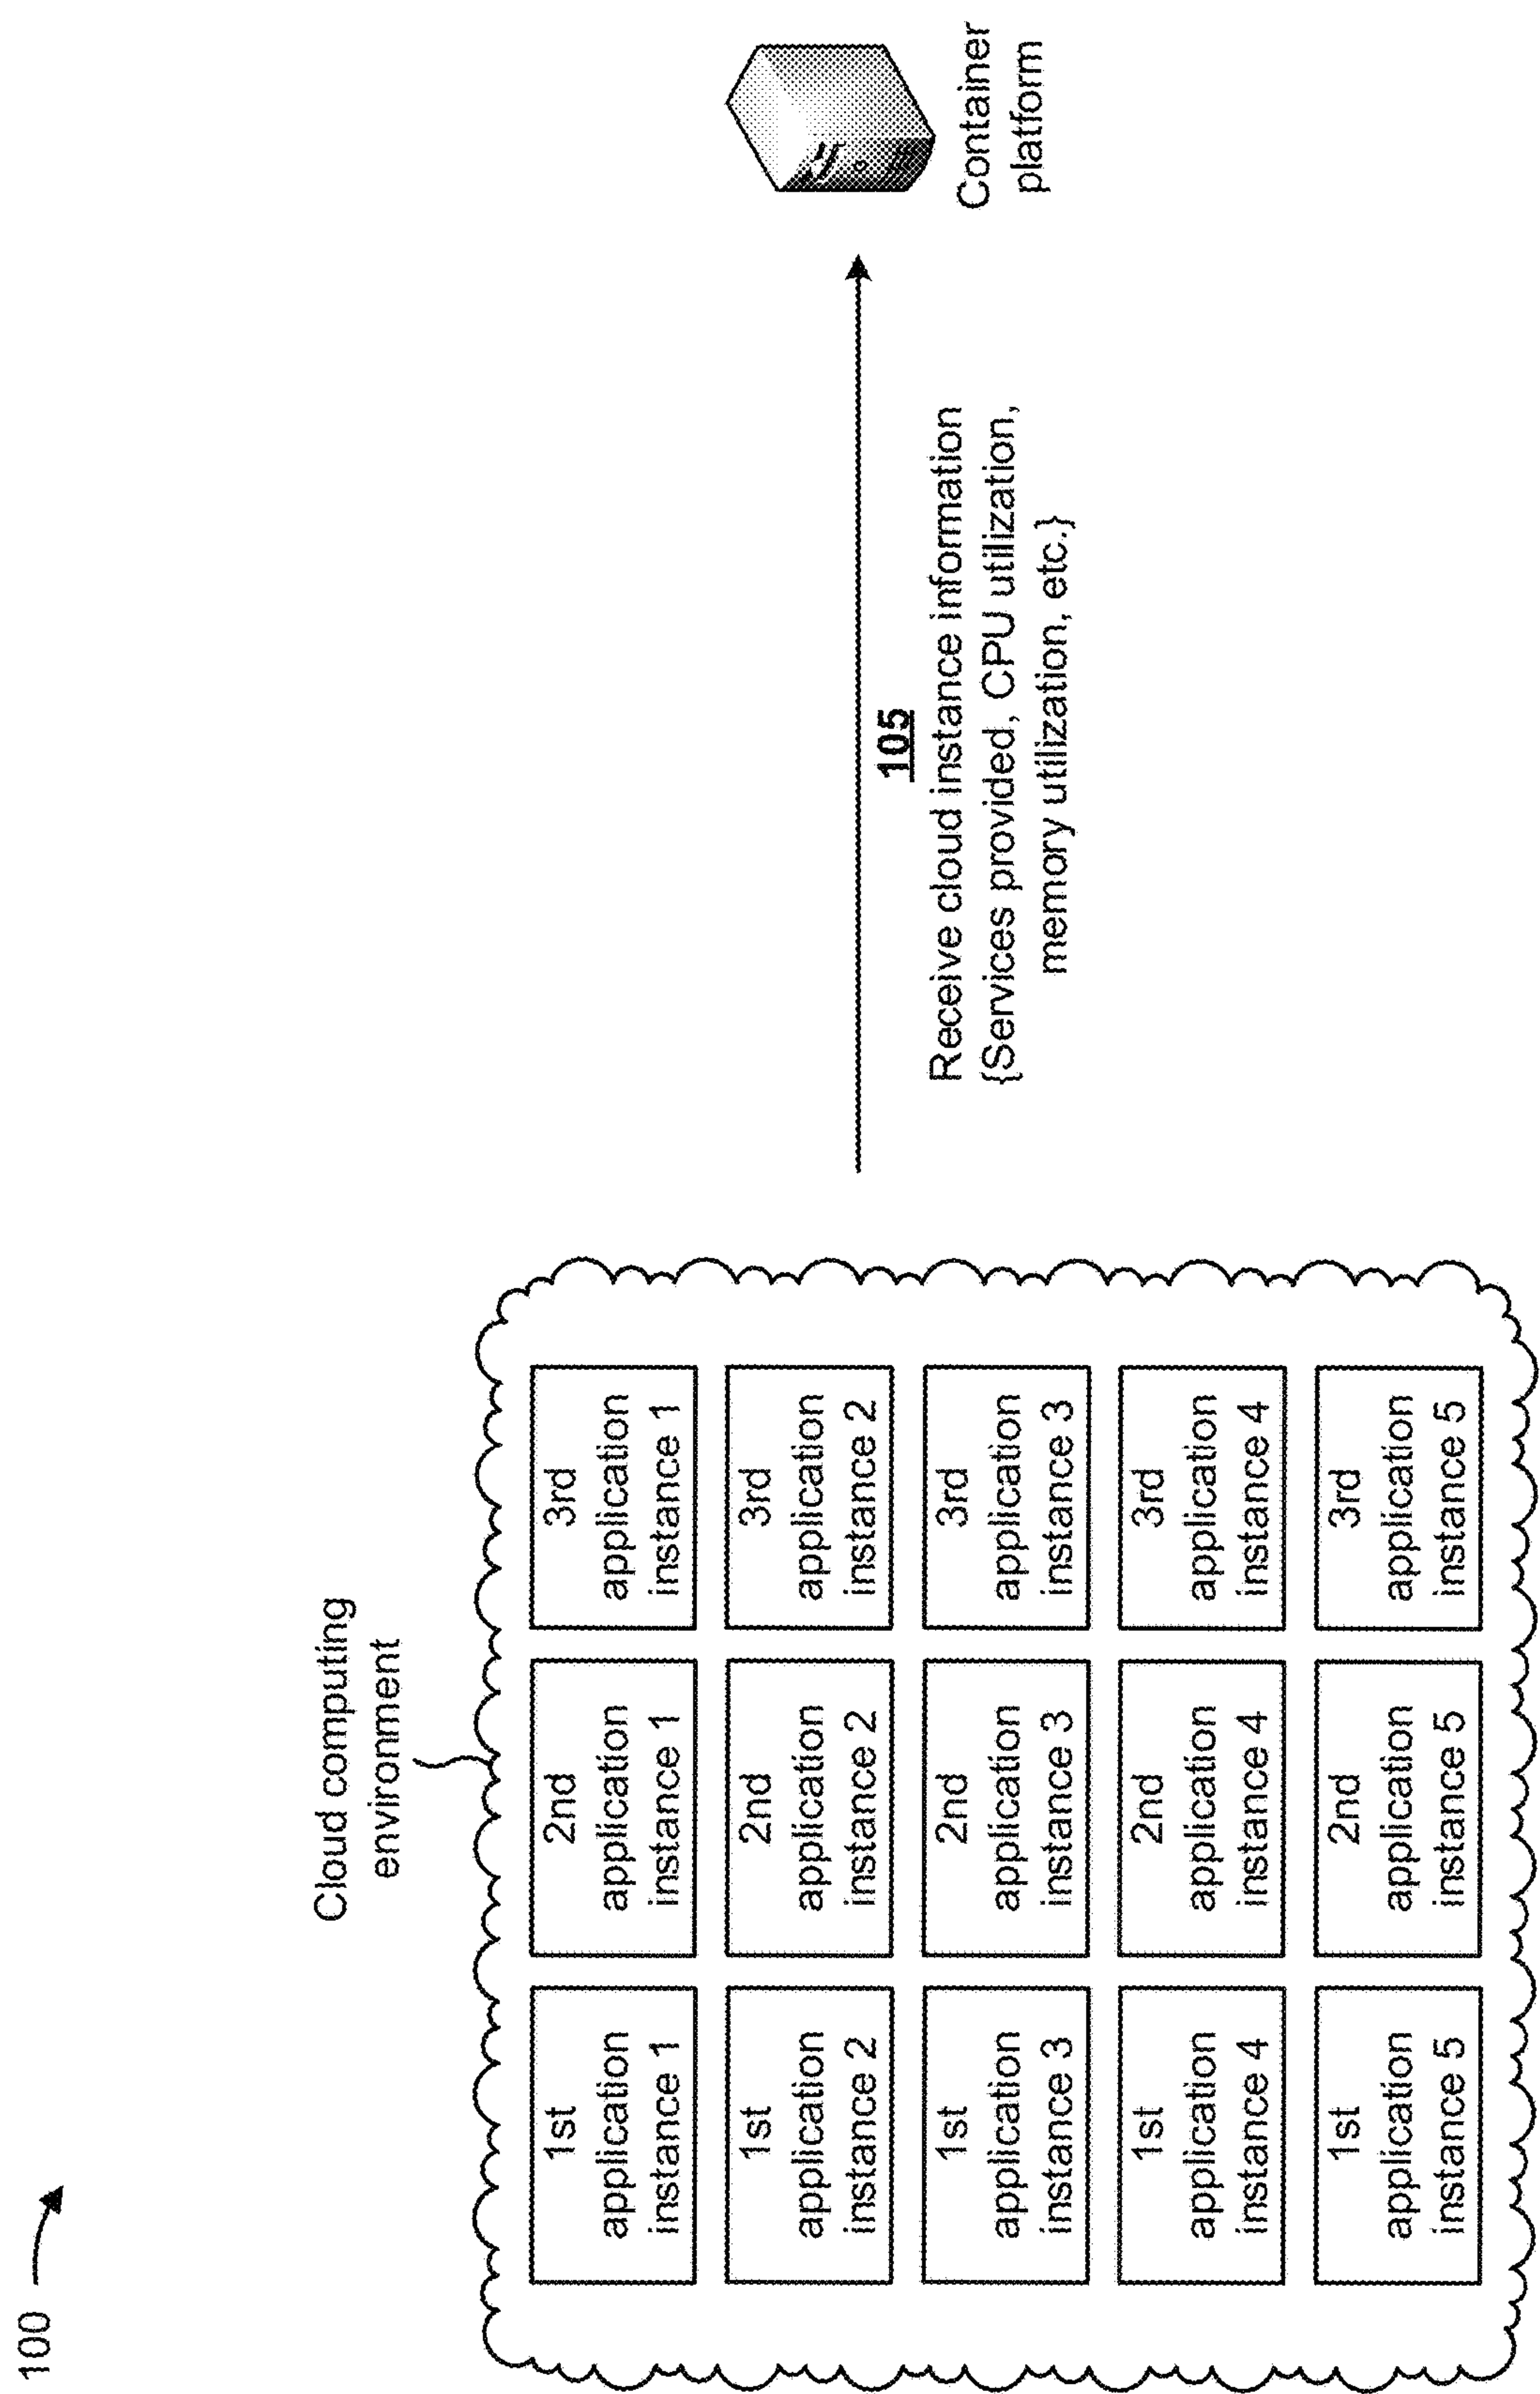 100
Cloud computing
environment
1st
application
instance 1
2nd
application
instance 1
3rd
application
instance 1
1st
application
instance 2
2nd
application
instance 2
3rd
application
instance 2
1st
application
instance 3
2nd
application
instance 3
3rd
application
instance 3
1st
application
instance 4
2nd
application
instance 4
3rd
application
instance 4
1st
application
instance 5
2nd
application
instance 5
3rd
application
instance 5
105
Receive cloud instance information
{Services provided, CPU utilization,
memory utilization, etc.}
Container
platform